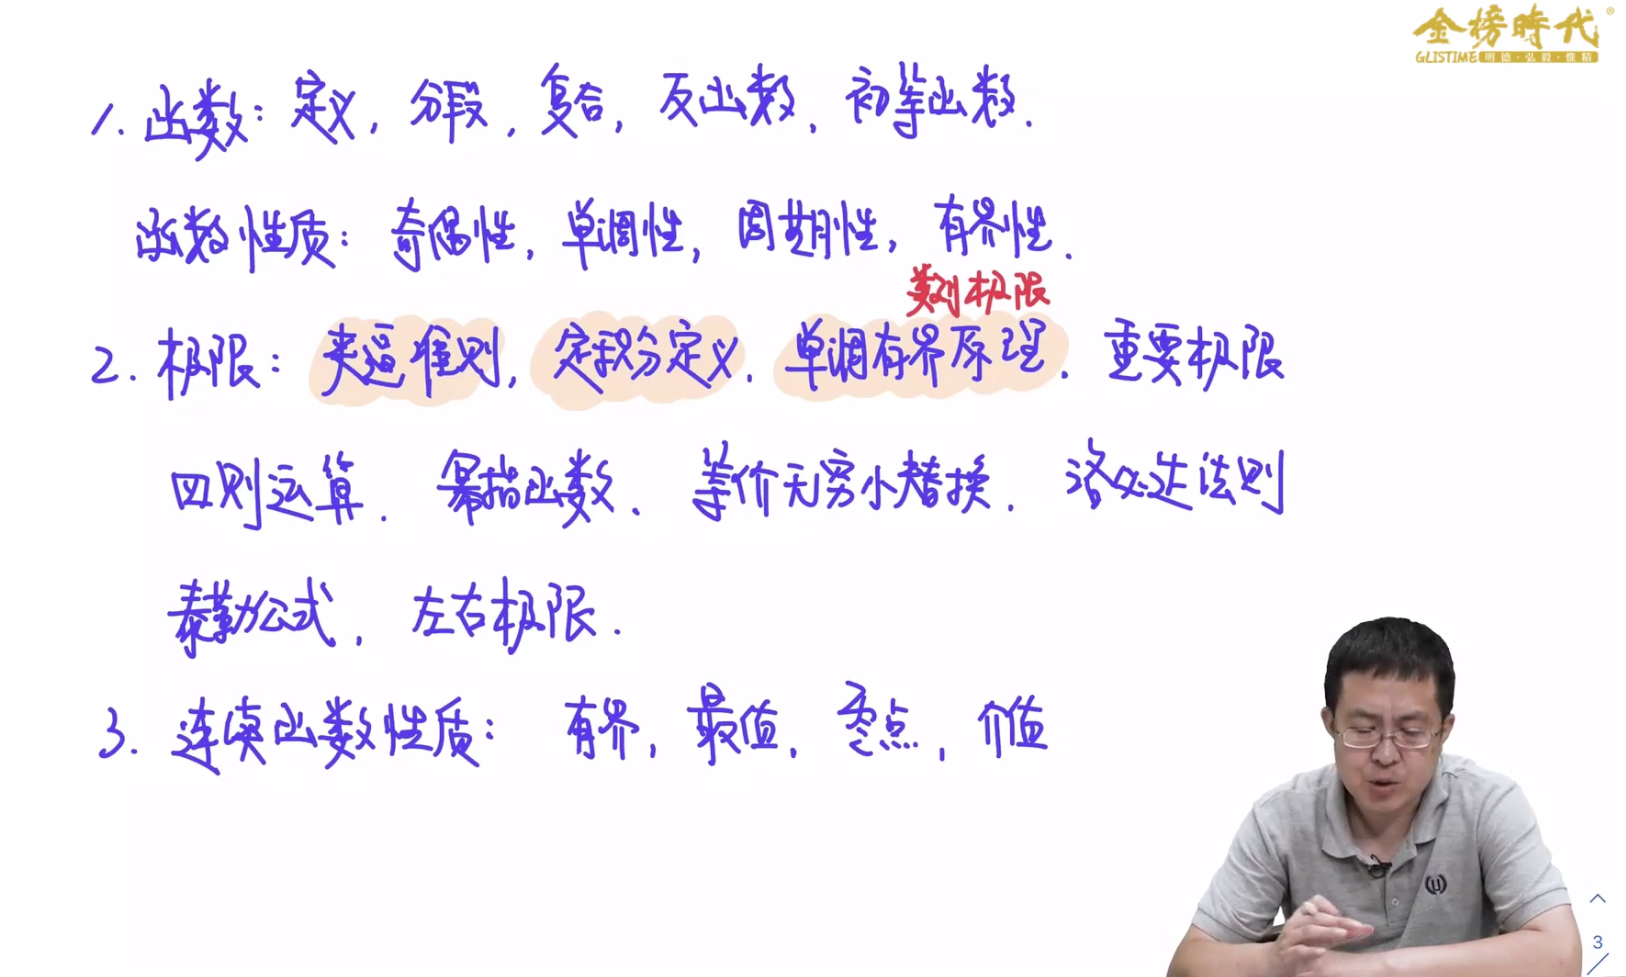 金榜時代
GLISTIME 明德·弘毅·雅精
1. 函数：定义，分段，复合，反函数、初等函数.
函数性质：奇偶性，单调性，周期性，有界性.
数列极限
2. 极限：夹逼准则，定积分定义、单调有界原理、重要极限
四则运算、幂指函数、等价无穷小替换、洛必达法则
泰勒公式，左右极限.
3. 连续函数性质：有界，最值，零点，介值
3